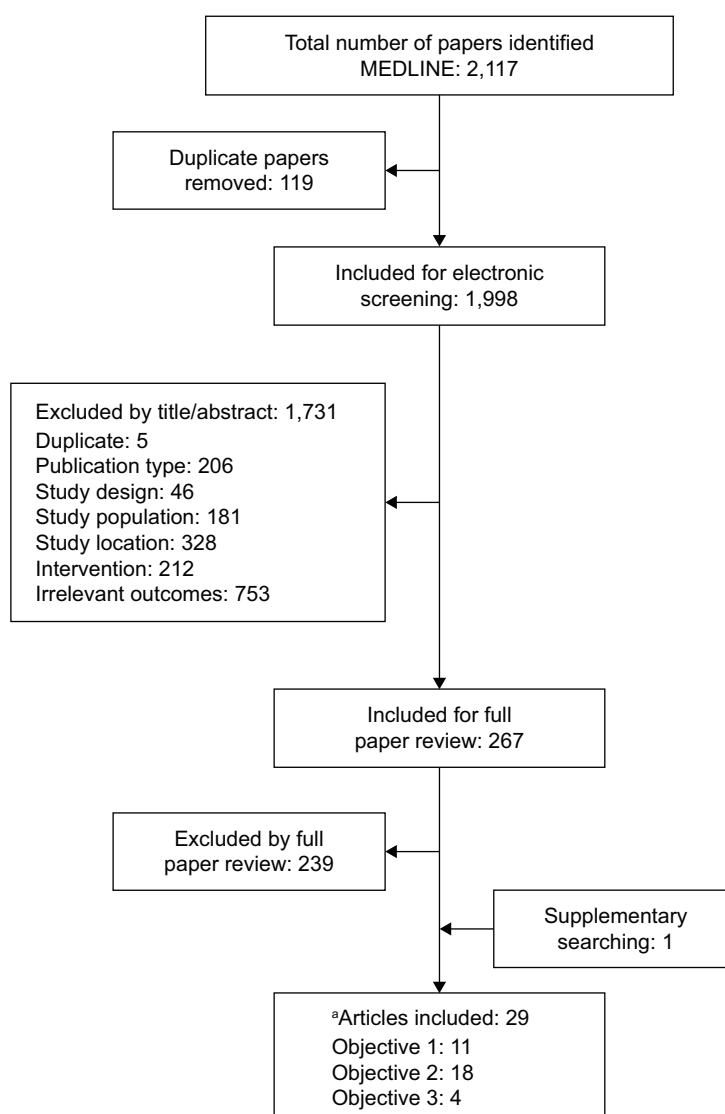 Total number of papers identified
MEDLINE: 2,117
Duplicate papers
removed: 119
Included for electronic
screening: 1,998
Excluded by title/abstract: 1,731
Duplicate: 5
Publication type: 206
Study design: 46
Study population: 181
Study location: 328
Intervention: 212
Irrelevant outcomes: 753
Included for full
paper review: 267
Excluded by full
paper review: 239
Supplementary
searching: 1
ᵃArticles included: 29
Objective 1: 11
Objective 2: 18
Objective 3: 4